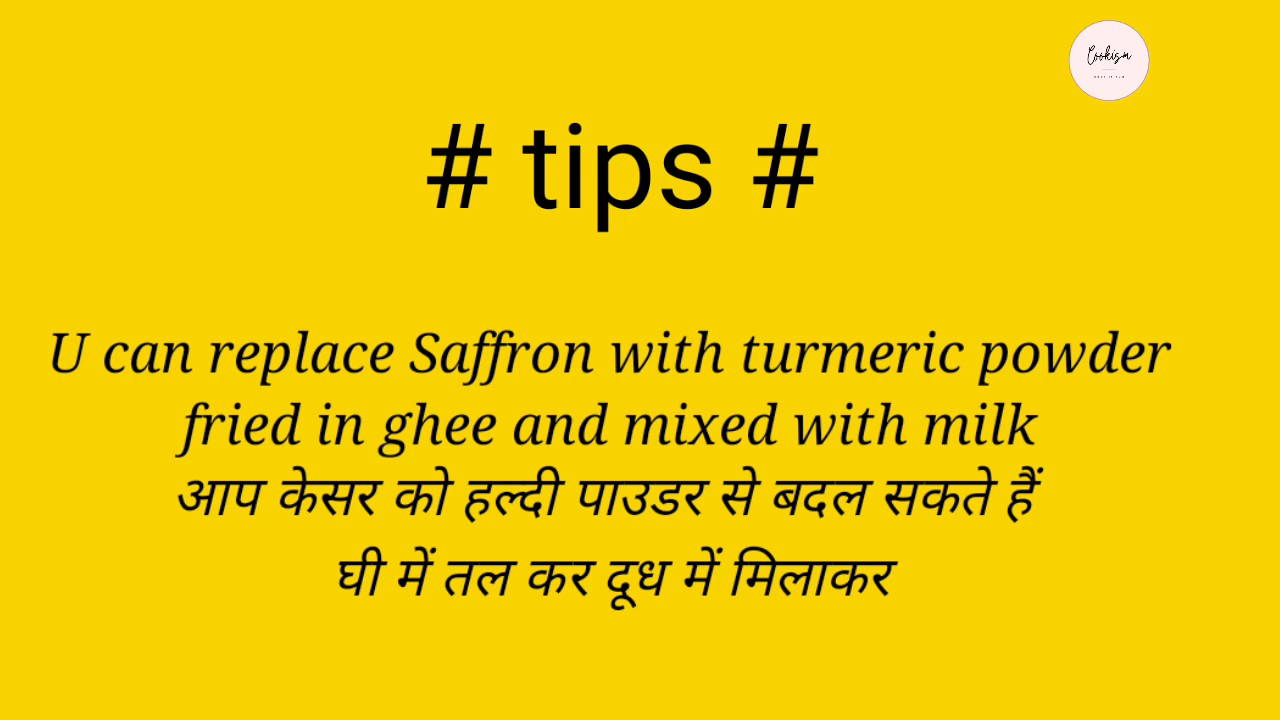 Cookism
# tips #
U can replace Saffron with turmeric powder
fried in ghee and mixed with milk
आप केसर को हल्दी पाउडर से बदल सकते हैं
घी में तल कर दूध में मिलाकर